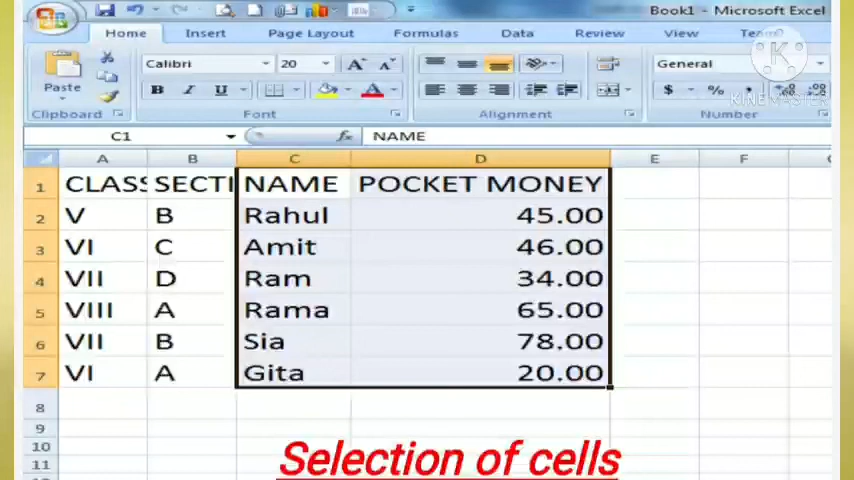 Book1 - Microsoft Excel
Home Insert Page Layout Formulas Data Review View
KINEMASTER
Paste
Calibri 20 A A General
B I U A $ %
Clipboard Font Alignment Number
C1 fx NAME
A B C D E F
1 CLASS SECTI NAME POCKET MONEY
2 V B Rahul 45.00
3 VI C Amit 46.00
4 VII D Ram 34.00
5 VIII A Rama 65.00
6 VII B Sia 78.00
7 VI A Gita 20.00
8
9
10
11
Selection of cells